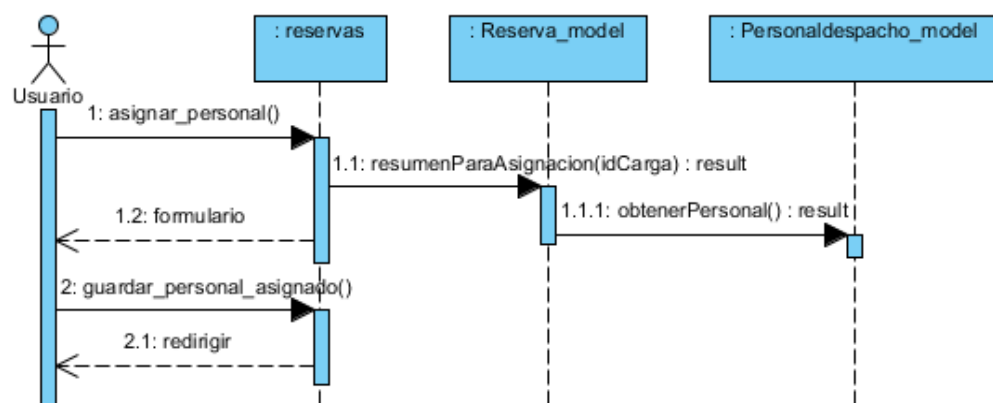 : reservas
: Reserva_model
: Personaldespacho_model
Usuario
1: asignar_personal()
1.1: resumenParaAsignacion(idCarga) : result
1.2: formulario
1.1.1: obtenerPersonal() : result
2: guardar_personal_asignado()
2.1: redirigir